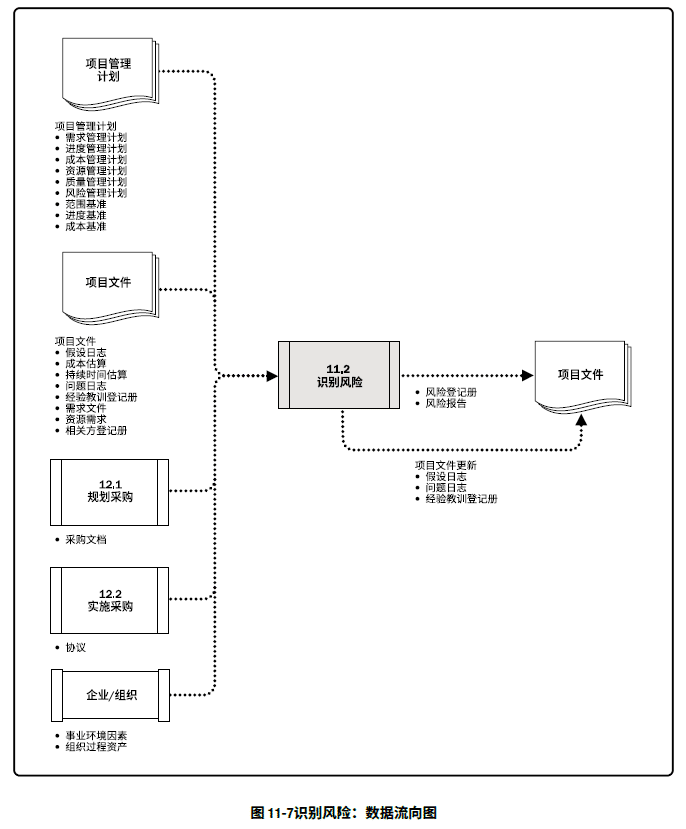 项目管理
计划
项目管理计划
• 需求管理计划
• 进度管理计划
• 成本管理计划
• 资源管理计划
• 质量管理计划
• 风险管理计划
• 范围基准
• 进度基准
• 成本基准
项目文件
项目文件
• 假设日志
• 成本估算
• 持续时间估算
• 问题日志
• 经验教训登记册
• 需求文件
• 资源需求
• 相关方登记册
12.1
规划采购
• 采购文档
12.2
实施采购
• 协议
企业/组织
• 事业环境因素
• 组织过程资产
11.2
识别风险
• 风险登记册
• 风险报告
项目文件
项目文件更新
• 假设日志
• 问题日志
• 经验教训登记册
图 11-7识别风险：数据流向图